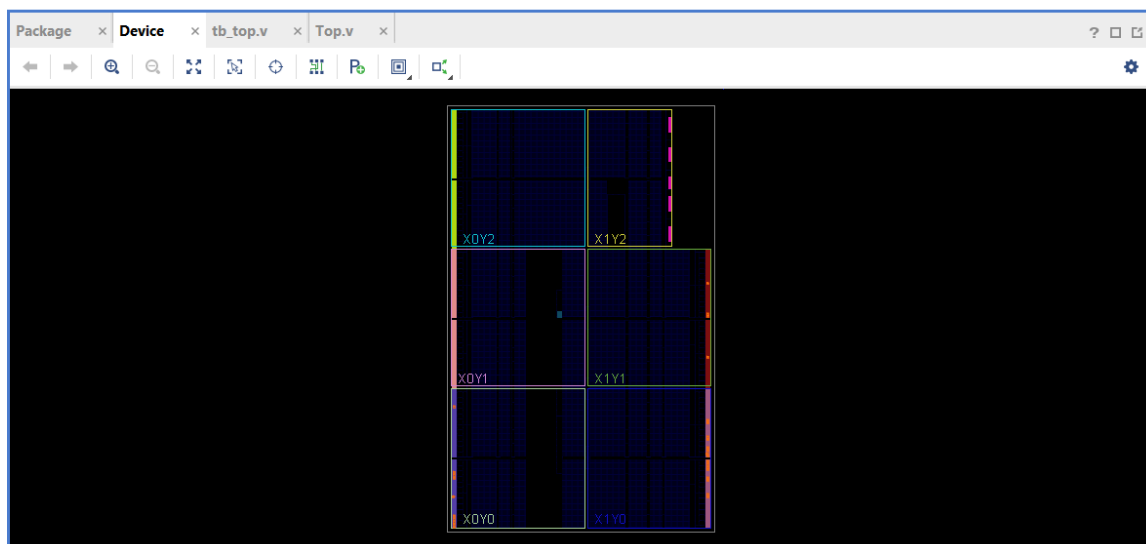 Package × Device × tb_top.v × Top.v × ?
X0Y2 X1Y2
X0Y1 X1Y1
X0Y0 X1Y0